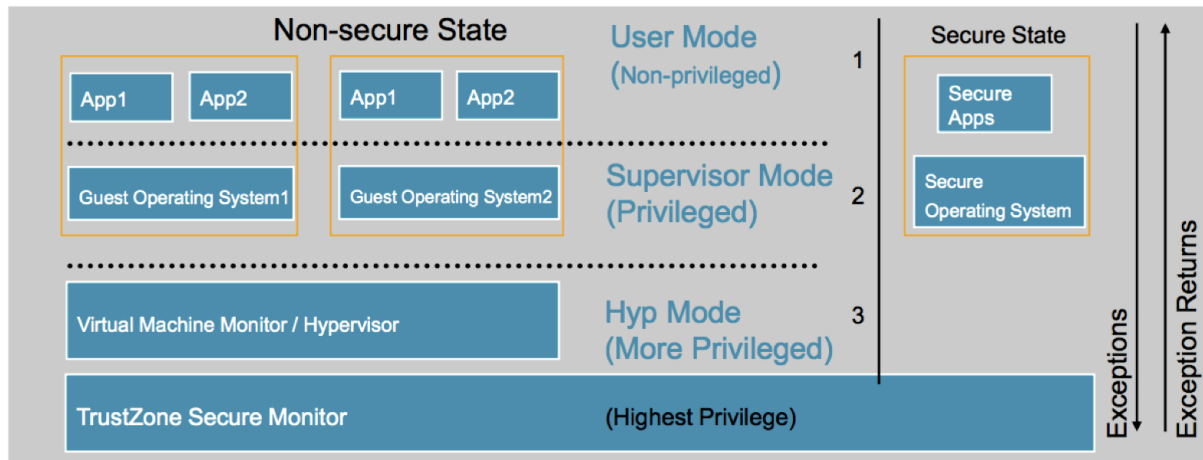 Non-secure State
User Mode
(Non-privileged)
1
Secure State
App1
App2
App1
App2
Secure
Apps
Guest Operating System1
Guest Operating System2
Supervisor Mode
(Privileged)
2
Secure
Operating System
Virtual Machine Monitor / Hypervisor
Hyp Mode
(More Privileged)
3
TrustZone Secure Monitor
(Highest Privilege)
Exceptions
Exception Returns